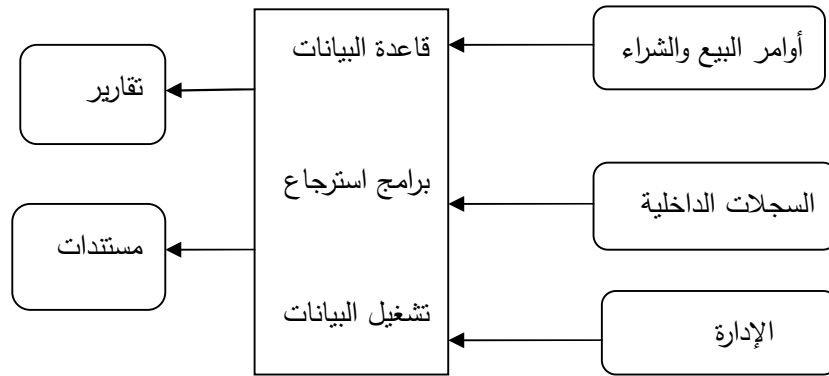 أوامر البيع والشراء
السجلات الداخلية
الإدارة
قاعدة البيانات
برامج استرجاع
تشغيل البيانات
تقارير
مستندات